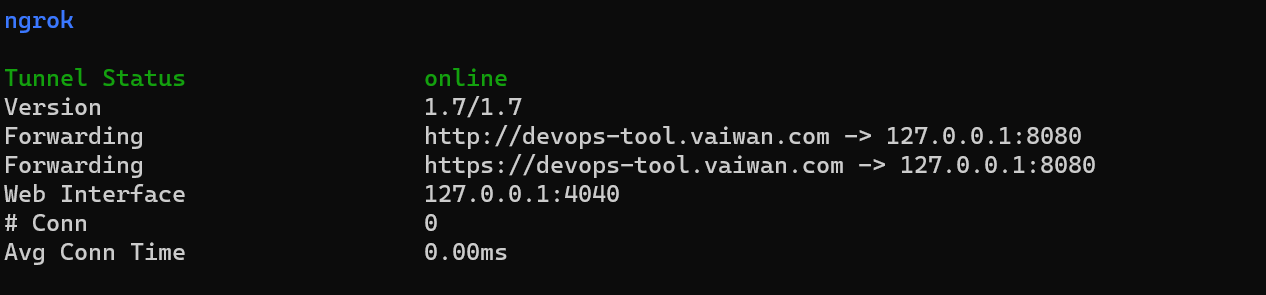 ngrok
Tunnel Status online
Version 1.7/1.7
Forwarding http://devops-tool.vaiwan.com -> 127.0.0.1:8080
Forwarding https://devops-tool.vaiwan.com -> 127.0.0.1:8080
Web Interface 127.0.0.1:4040
# Conn 0
Avg Conn Time 0.00ms